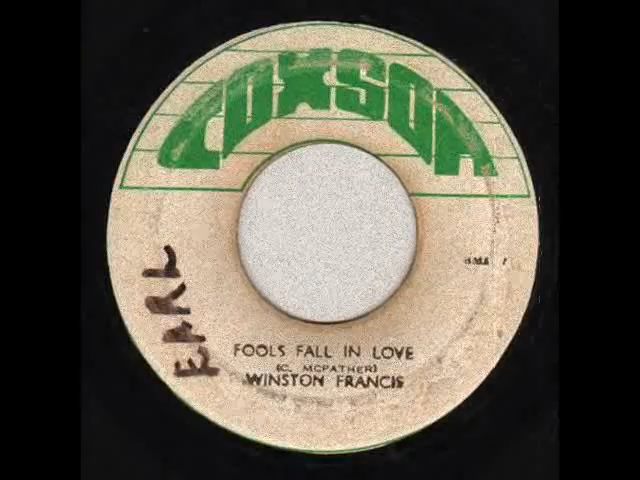 COXSON
FOOLS FALL IN LOVE
(C. MCPATHER)
WINSTON FRANCIS
EARL